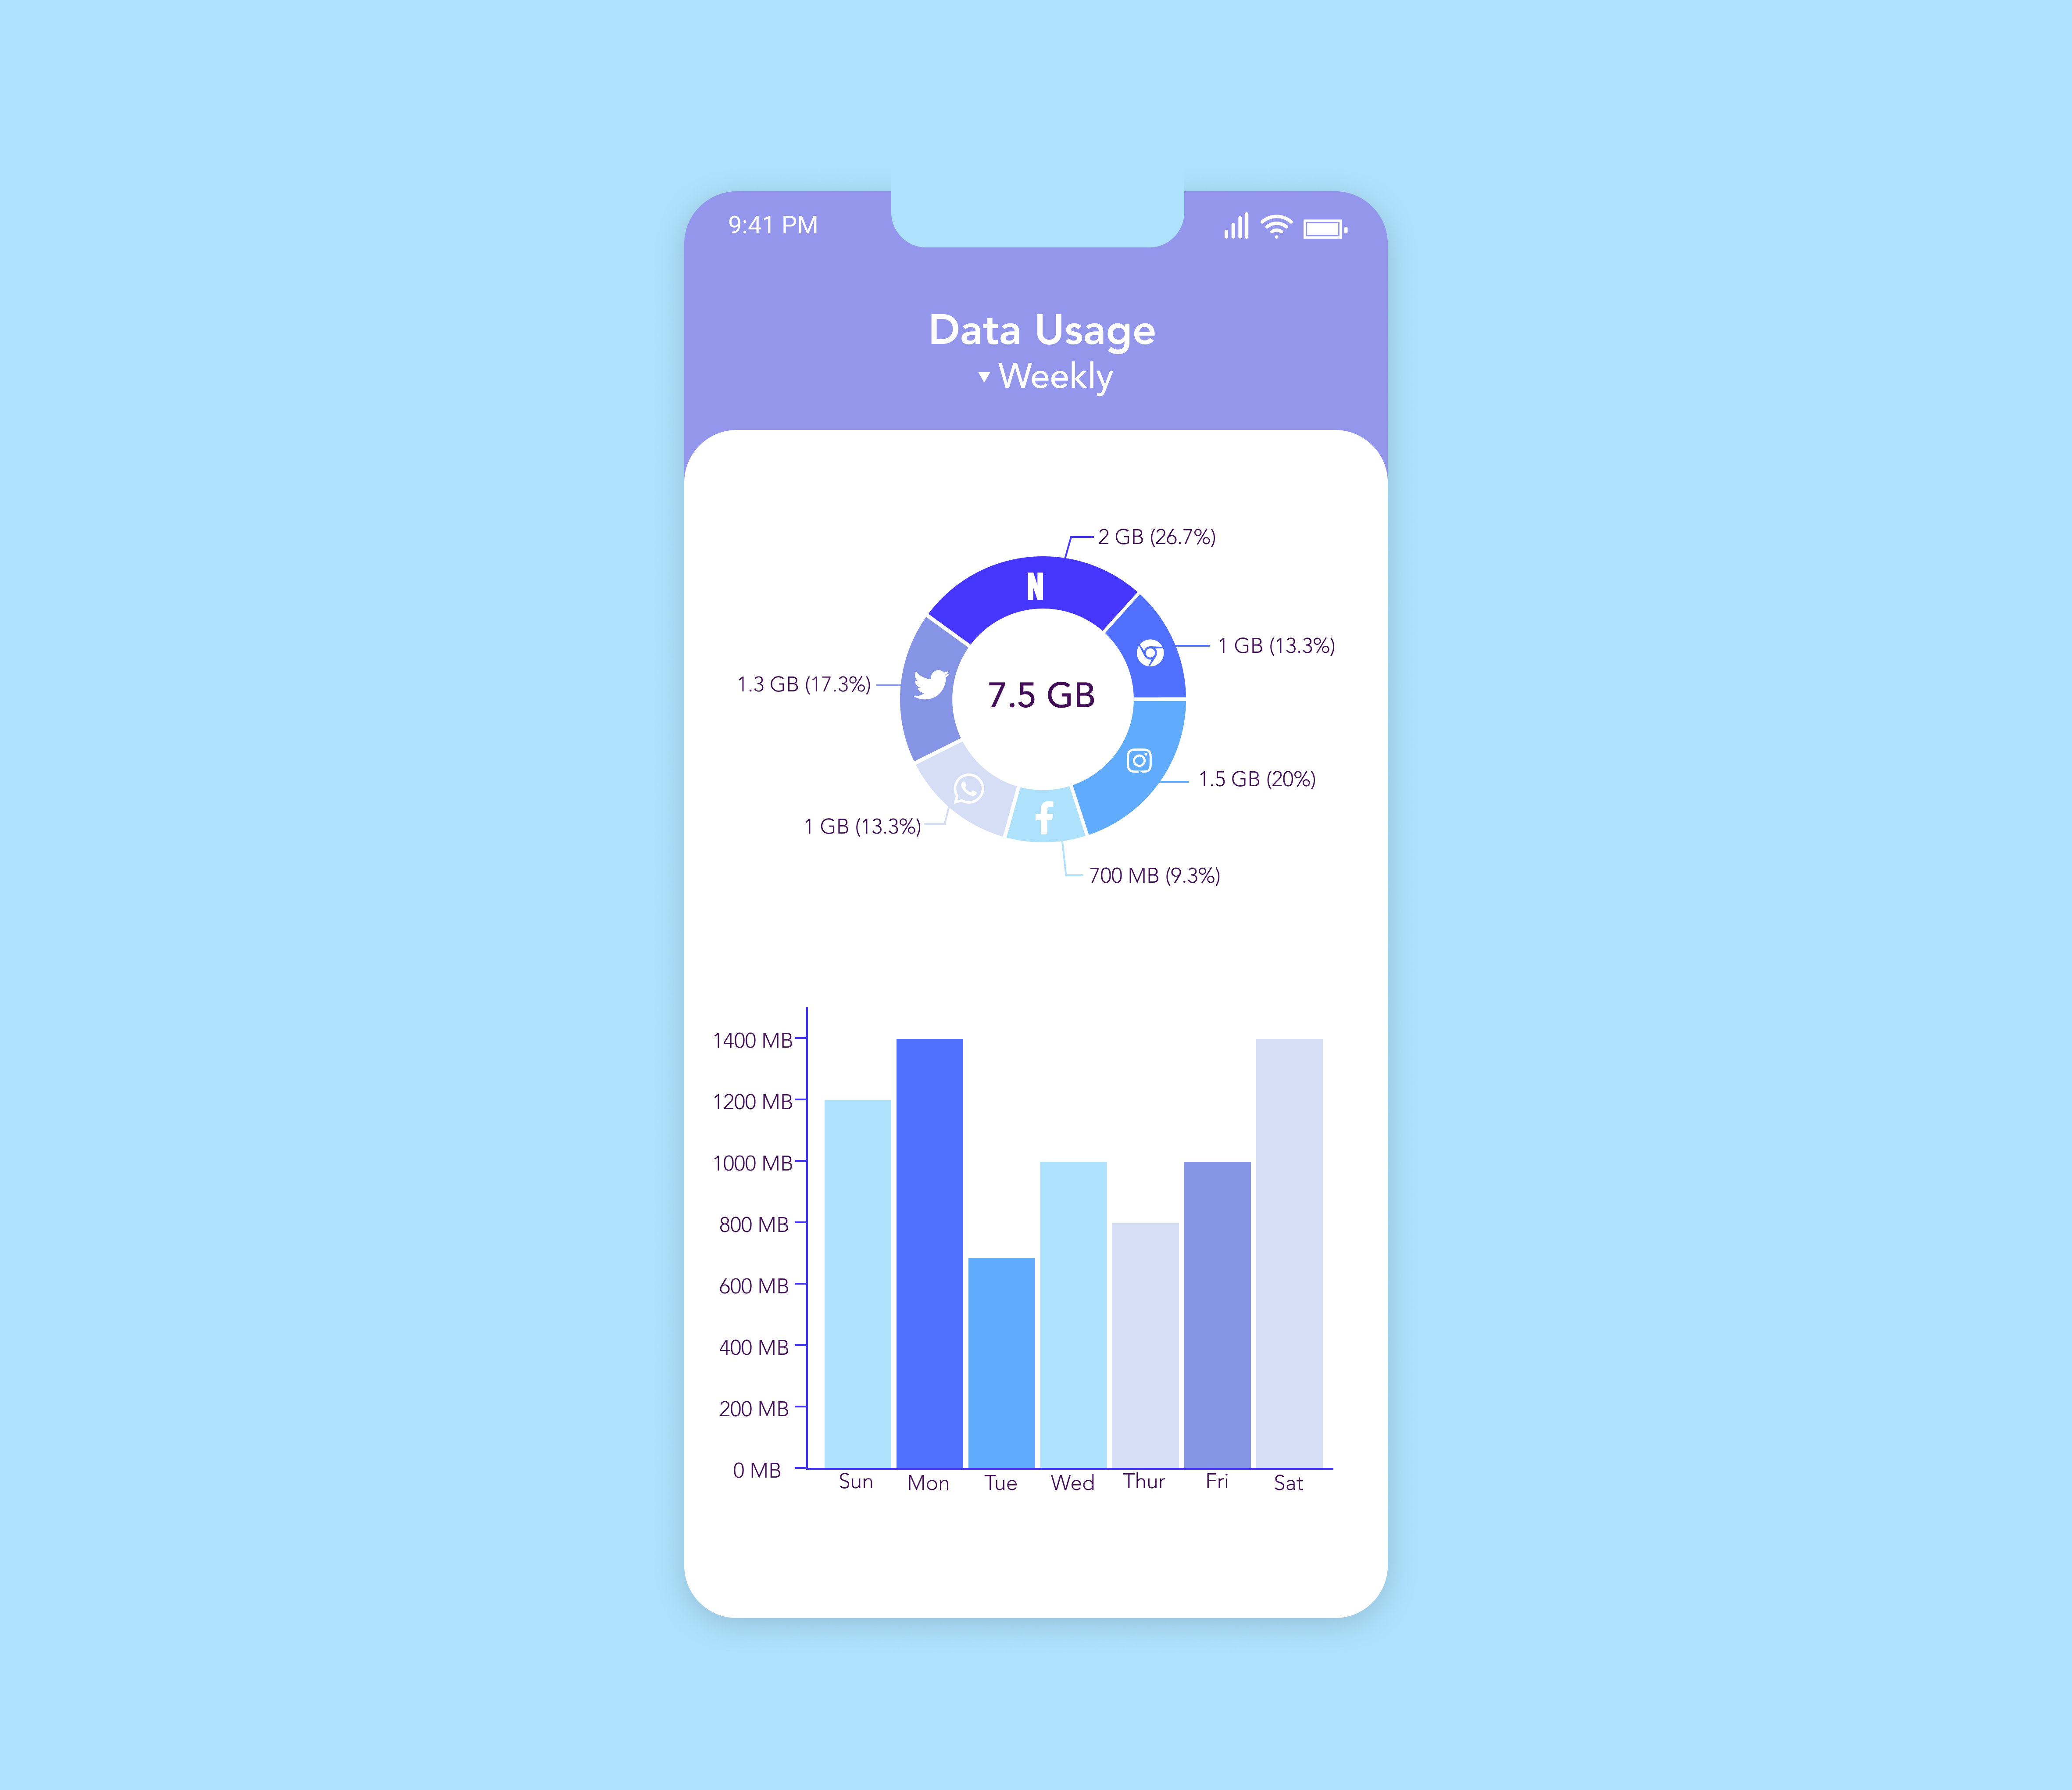 9:41 PM
Data Usage
Weekly
2 GB (26.7%)
1 GB (13.3%)
1.3 GB (17.3%)
7.5 GB
1.5 GB (20%)
1 GB (13.3%)
700 MB (9.3%)
1400 MB
1200 MB
1000 MB
800 MB
600 MB
400 MB
200 MB
0 MB
Sun Mon Tue Wed Thur Fri Sat